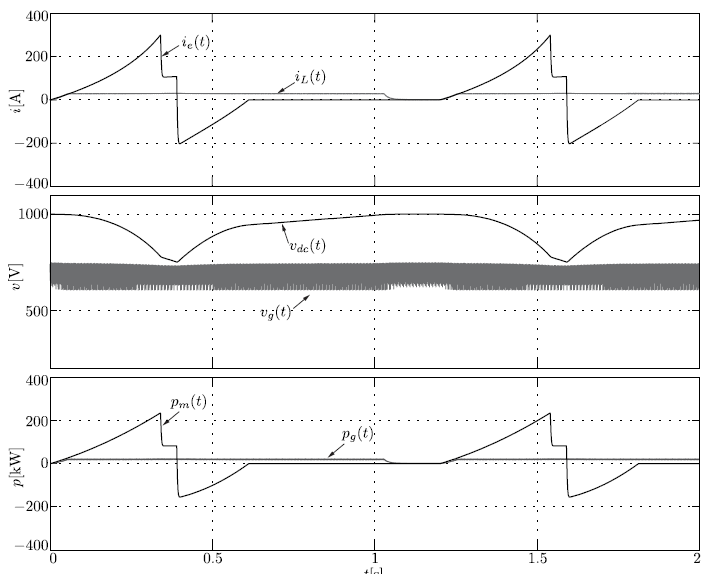 400
i_e(t)
200
i_L(t)
i[A]
0
−200
−400
1000
v_dc(t)
v[V]
500
v_g(t)
400
p_m(t)
200
p_g(t)
p[kW]
0
−200
−400
0 0.5 1 1.5 2
t[s]